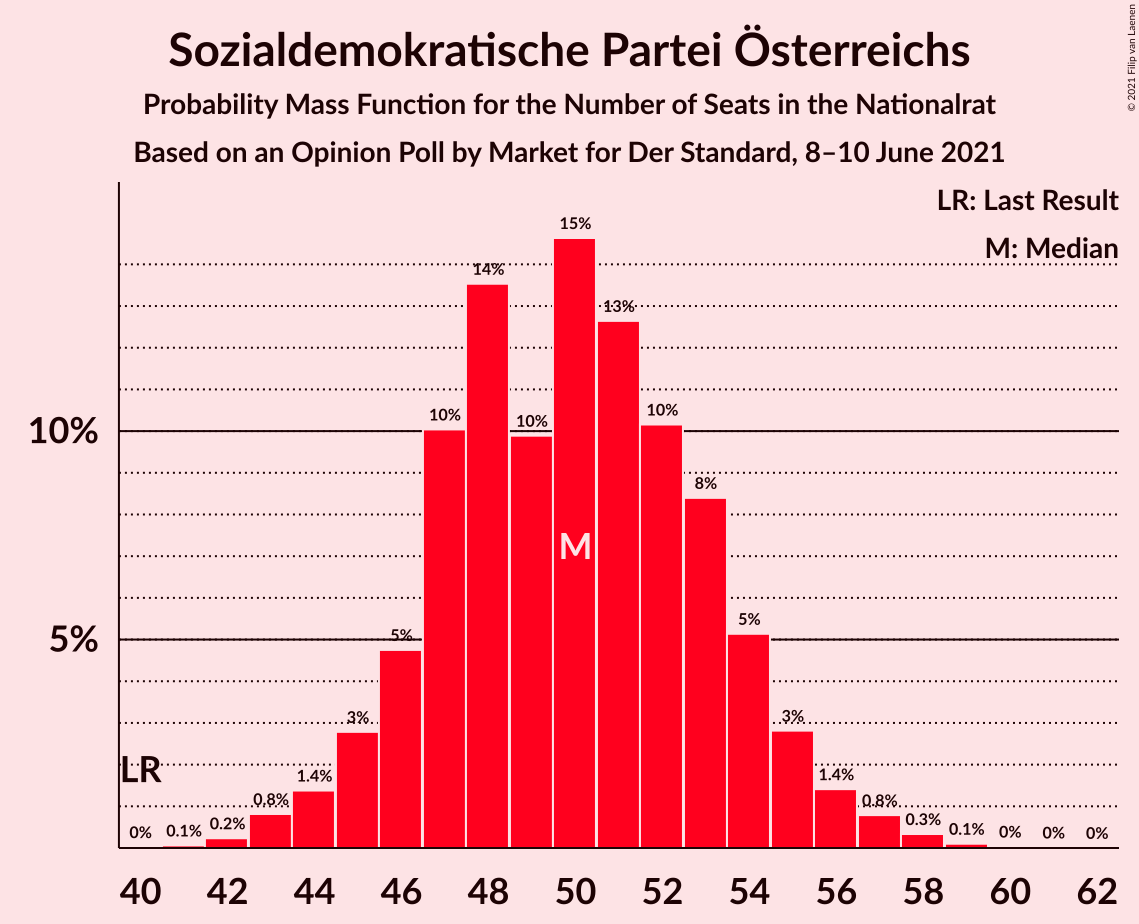 Sozialdemokratische Partei Österreichs
Probability Mass Function for the Number of Seats in the Nationalrat
Based on an Opinion Poll by Market for Der Standard, 8–10 June 2021
© 2021 Filip van Laenen
LR: Last Result
M: Median
15%
14%
13%
10%
10%
10%
10%
8%
M
5%
5%
5%
3%
3%
LR
1.4%
1.4%
0.8%
0.8%
0.2%
0.3%
0%
0.1%
0.1%
0%
0%
0%
40 42 44 46 48 50 52 54 56 58 60 62